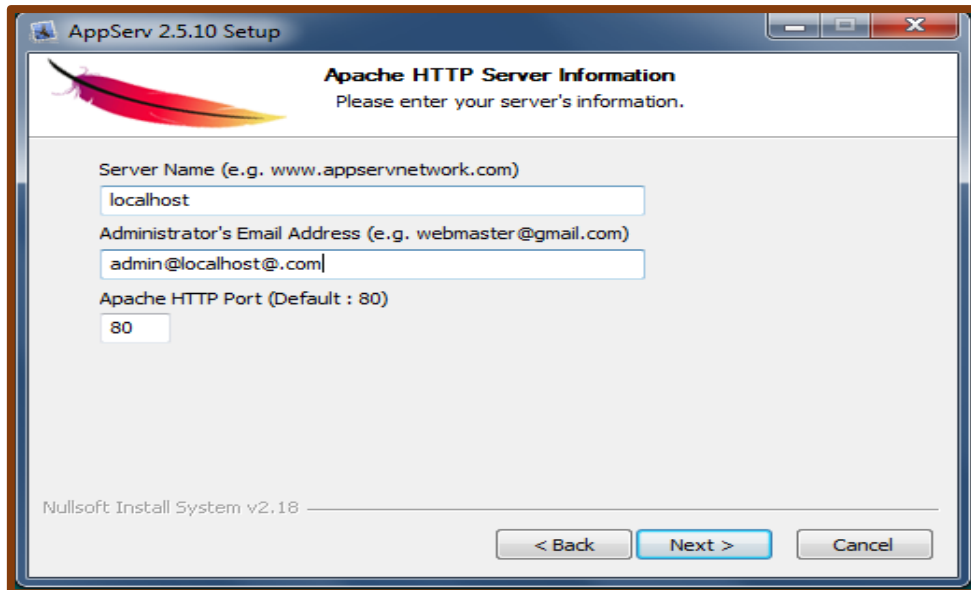 AppServ 2.5.10 Setup
Apache HTTP Server Information
Please enter your server's information.
Server Name (e.g. www.appservnetwork.com)
localhost
Administrator's Email Address (e.g. webmaster@gmail.com)
admin@localhost@.com
Apache HTTP Port (Default : 80)
80
Nullsoft Install System v2.18
< Back Next > Cancel